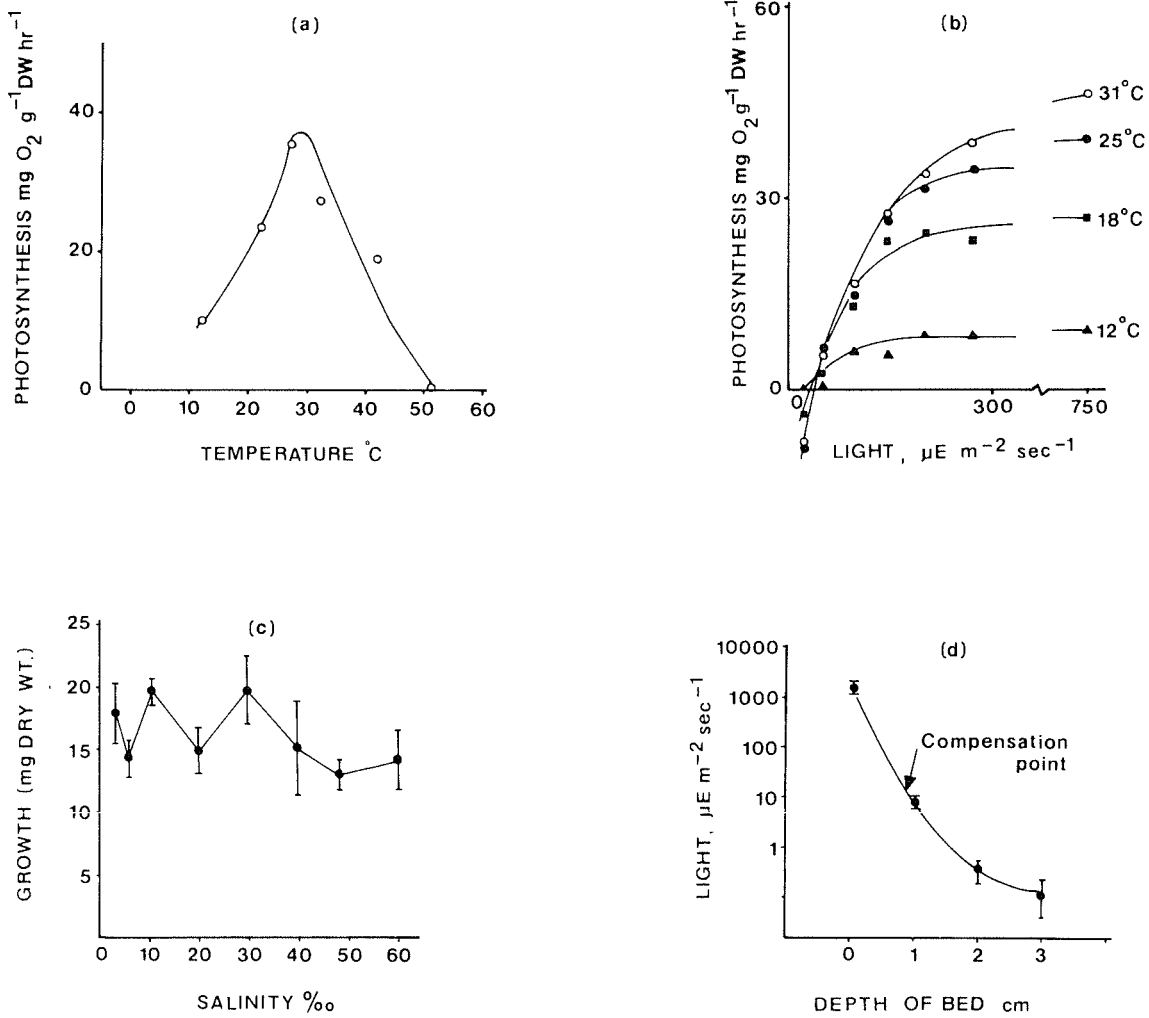 (a)
PHOTOSYNTHESIS mg O₂ g⁻¹ DW hr⁻¹
40
20
0
0 10 20 30 40 50 60
TEMPERATURE °C
(b)
PHOTOSYNTHESIS mg O₂ g⁻¹ DW hr⁻¹
60
30
0
31°C
25°C
18°C
12°C
0 300 750
LIGHT, µE m⁻² sec⁻¹
(c)
GROWTH (mg DRY WT.)
25
20
15
10
5
0 10 20 30 40 50 60
SALINITY ‰
(d)
LIGHT, µE m⁻² sec⁻¹
10000
1000
100
10
1
Compensation
point
0 1 2 3
DEPTH OF BED cm